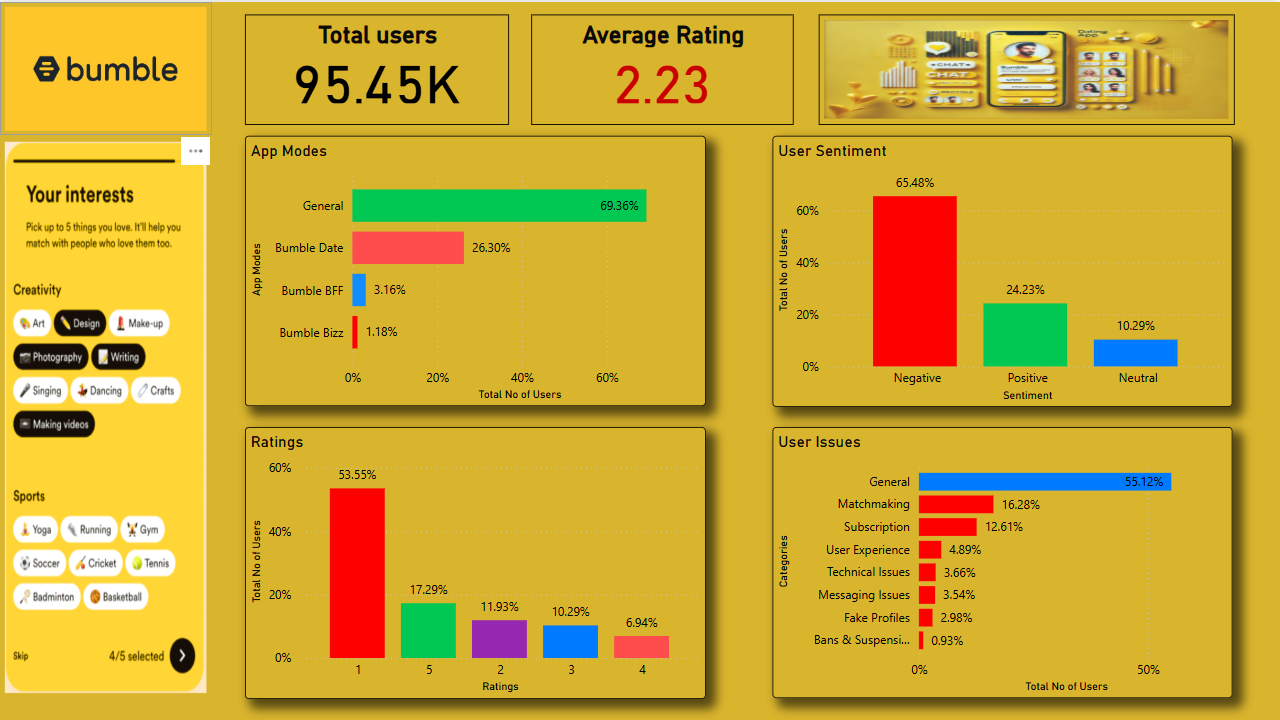 bumble
Total users
95.45K
Average Rating
2.23
Dating
App
CHAT
CHAT
Your interests
Pick up to 5 things you love. It'll help you
match with people who love them too.
Creativity
Art Design Make-up
Photography Writing
Singing Dancing Crafts
Making videos
Sports
Yoga Running Gym
Soccer Cricket Tennis
Badminton Basketball
Skip 4/5 selected
App Modes
App Modes
General 69.36%
Bumble Date 26.30%
Bumble BFF 3.16%
Bumble Bizz 1.18%
0% 20% 40% 60%
Total No of Users
User Sentiment
Total No of Users
60%
40%
20%
0%
65.48%
24.23%
10.29%
Negative Positive Neutral
Sentiment
Ratings
Total No of Users
60%
40%
20%
0%
53.55%
17.29%
11.93%
10.29%
6.94%
1 5 2 3 4
Ratings
User Issues
Categories
General 55.12%
Matchmaking 16.28%
Subscription 12.61%
User Experience 4.89%
Technical Issues 3.66%
Messaging Issues 3.54%
Fake Profiles 2.98%
Bans & Suspensi... 0.93%
0% 50%
Total No of Users